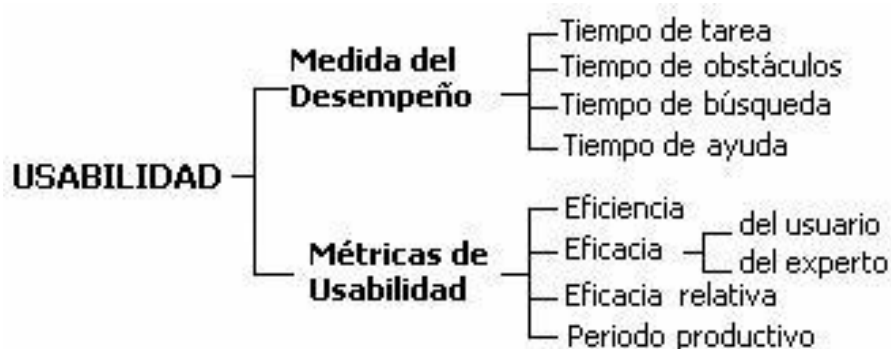 USABILIDAD
Medida del
Desempeño
Tiempo de tarea
Tiempo de obstáculos
Tiempo de búsqueda
Tiempo de ayuda
Métricas de
Usabilidad
Eficiencia
Eficacia
del usuario
del experto
Eficacia relativa
Periodo productivo